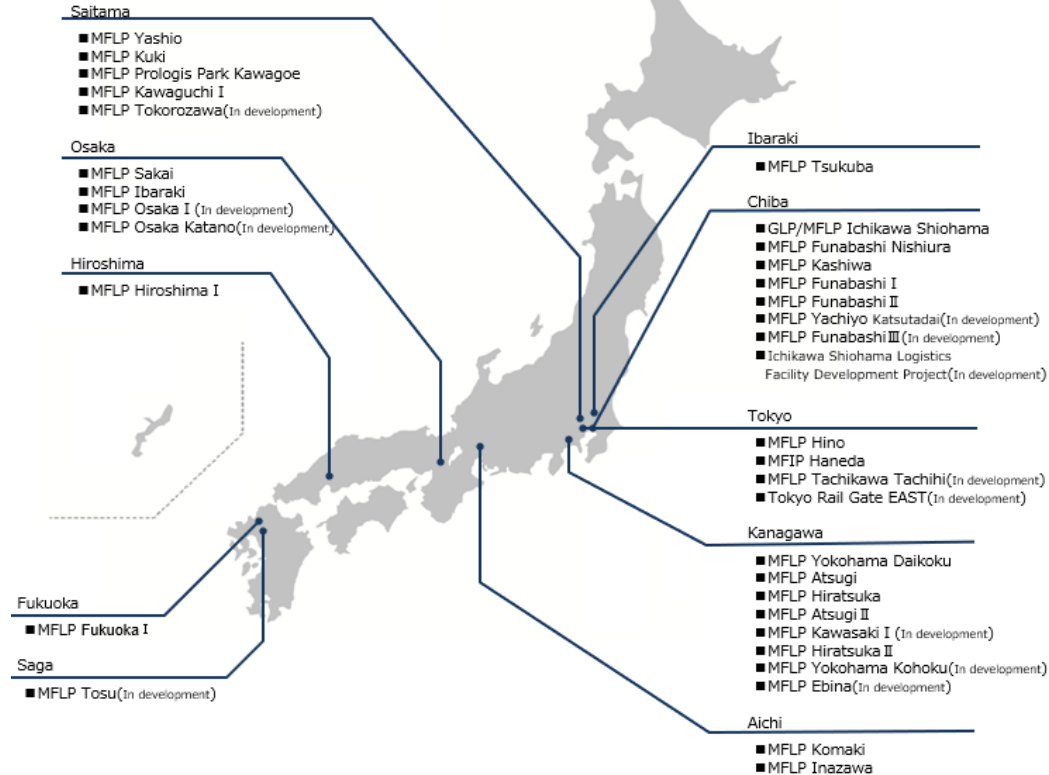 Saitama
■MFLP Yashio
■MFLP Kuki
■MFLP Prologis Park Kawagoe
■MFLP Kawaguchi I
■MFLP Tokorozawa(In development)
Osaka
■MFLP Sakai
■MFLP Ibaraki
■MFLP Osaka I (In development)
■MFLP Osaka Katano(In development)
Hiroshima
■MFLP Hiroshima I
Fukuoka
■MFLP Fukuoka I
Saga
■MFLP Tosu(In development)
Ibaraki
■MFLP Tsukuba
Chiba
■GLP/MFLP Ichikawa Shiohama
■MFLP Funabashi Nishiura
■MFLP Kashiwa
■MFLP Funabashi I
■MFLP Funabashi Ⅱ
■MFLP Yachiyo Katsutadai(In development)
■MFLP Funabashi Ⅲ(In development)
■Ichikawa Shiohama Logistics
Facility Development Project(In development)
Tokyo
■MFLP Hino
■MFIP Haneda
■MFLP Tachikawa Tachihi(In development)
■Tokyo Rail Gate EAST(In development)
Kanagawa
■MFLP Yokohama Daikoku
■MFLP Atsugi
■MFLP Hiratsuka
■MFLP Atsugi Ⅱ
■MFLP Kawasaki I (In development)
■MFLP Hiratsuka Ⅱ
■MFLP Yokohama Kohoku(In development)
■MFLP Ebina(In development)
Aichi
■MFLP Komaki
■MFLP Inazawa